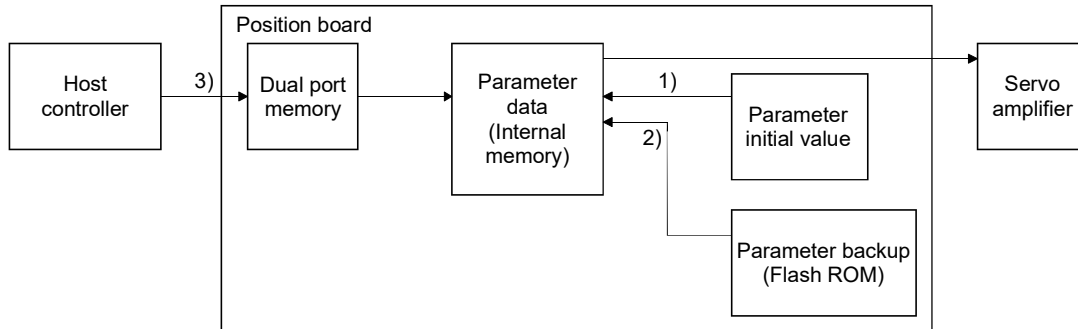 Position board
Host
controller
3)
Dual port
memory
Parameter
data
(Internal
memory)
1)
2)
Parameter
initial value
Parameter backup
(Flash ROM)
Servo
amplifier